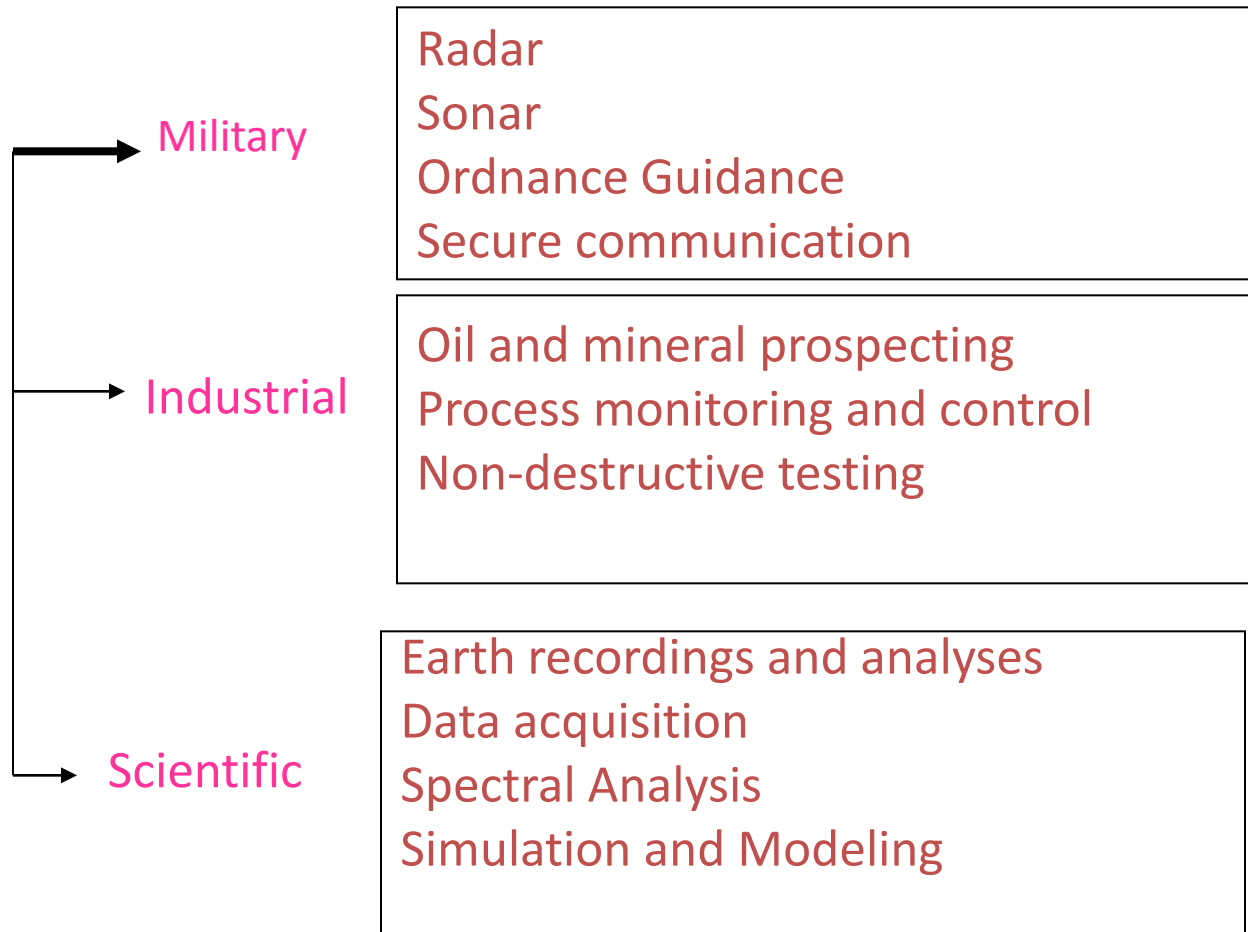 Military
Radar
Sonar
Ordnance Guidance
Secure communication
Industrial
Oil and mineral prospecting
Process monitoring and control
Non-destructive testing
Scientific
Earth recordings and analyses
Data acquisition
Spectral Analysis
Simulation and Modeling